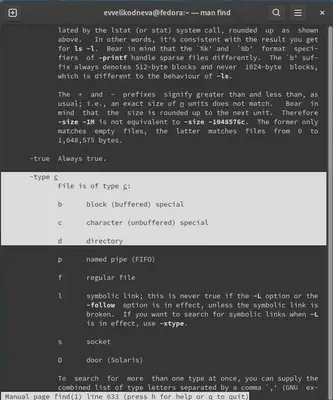 evvelikodneva@fedora:~ — man find
lated by the lstat (or stat) system call, rounded up as shown
above. In other words, it's consistent with the result you get
for ls -l. Bear in mind that the `%k' and `%b' format speci‐
fiers of -printf handle sparse files differently. The `b' suf‐
fix always denotes 512-byte blocks and never 1024-byte blocks,
which is different to the behaviour of -ls.
The + and - prefixes signify greater than and less than, as
usual; i.e., an exact size of n units does not match. Bear in
mind that the size is rounded up to the next unit. Therefore
-size -1M is not equivalent to -size -1048576c. The former only
matches empty files, the latter matches files from 0 to
1,048,575 bytes.
-true Always true.
-type c
File is of type c:
b block (buffered) special
c character (unbuffered) special
d directory
p named pipe (FIFO)
f regular file
l symbolic link; this is never true if the -L option or the
-follow option is in effect, unless the symbolic link is
broken. If you want to search for symbolic links when -L
is in effect, use -xtype.
s socket
D door (Solaris)
To search for more than one type at once, you can supply the
combined list of type letters separated by a comma `,' (GNU ex‐
Manual page find(1) line 633 (press h for help or q to quit)